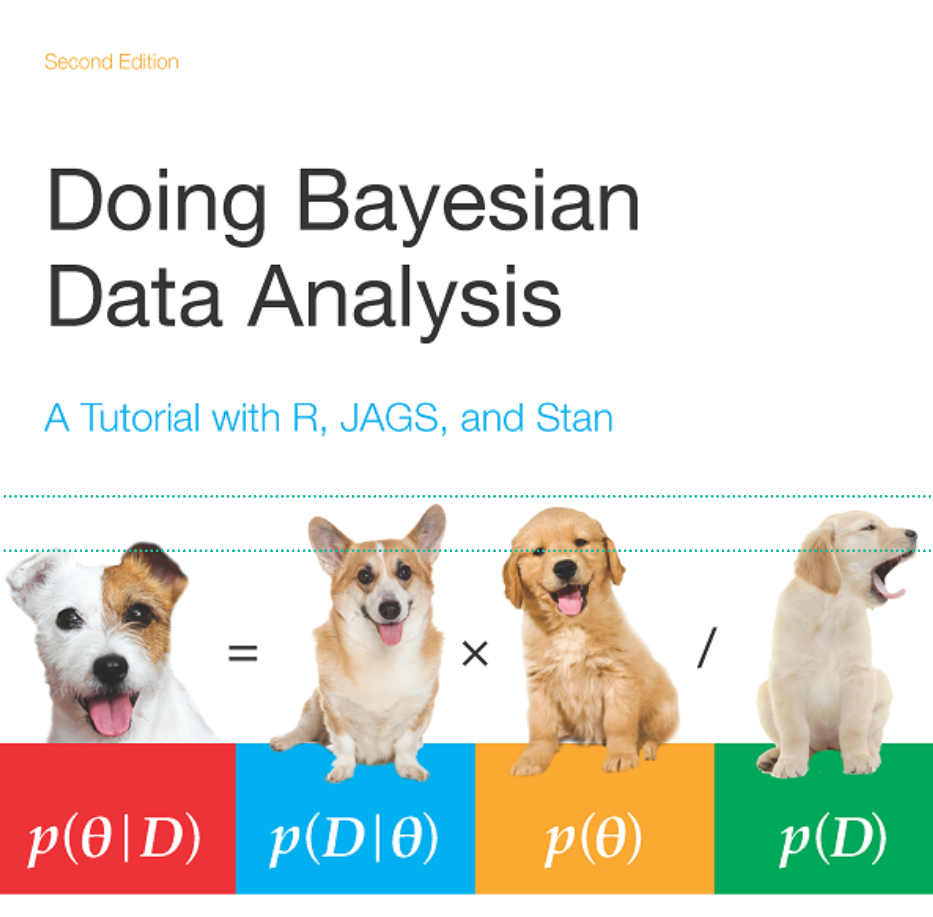 Second Edition
Doing Bayesian
Data Analysis
A Tutorial with R, JAGS, and Stan
= × /
p(θ|D) p(D|θ) p(θ) p(D)